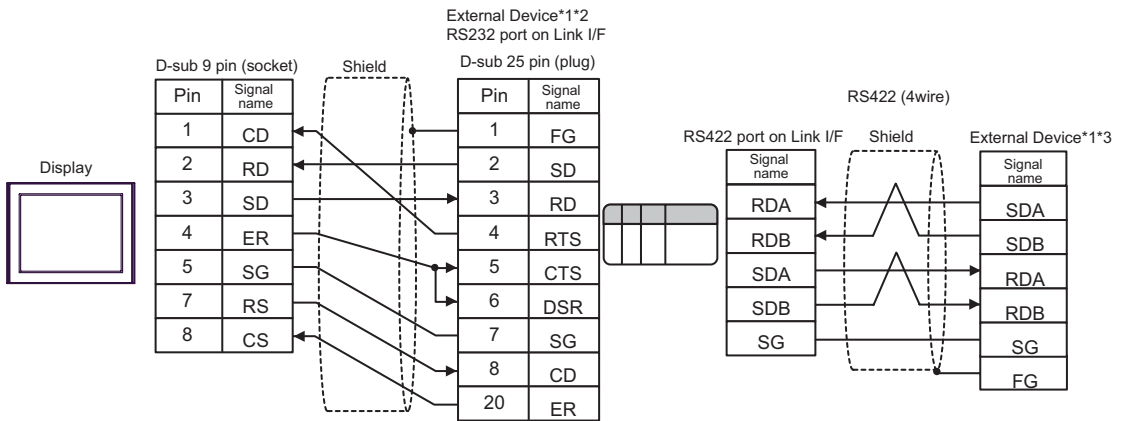 External Device*1*2
RS232 port on Link I/F
D-sub 9 pin (socket)
Shield
D-sub 25 pin (plug)
Pin
Signal name
1 CD
2 RD
3 SD
4 ER
5 SG
7 RS
8 CS
Display
Pin
Signal name
1 FG
2 SD
3 RD
4 RTS
5 CTS
6 DSR
7 SG
8 CD
20 ER
RS422 (4wire)
RS422 port on Link I/F
Shield
External Device*1*3
Signal name
RDA
RDB
SDA
SDB
SG
Signal name
SDA
SDB
RDA
RDB
SG
FG